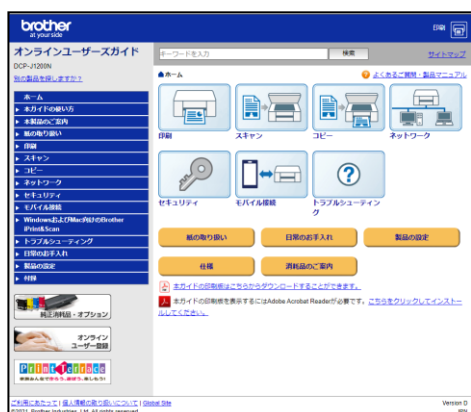 brother
at your side
印刷
オンラインユーザーズガイド
DCP-J1200N
別の製品を探しますか？
キーワードを入力
検索
サイトマップ
ホーム
よくあるご質問・製品マニュアル
ホーム
本ガイドの使い方
本製品のご案内
紙の取り扱い
印刷
スキャン
コピー
ネットワーク
セキュリティ
モバイル接続
WindowsおよびMac向けのBrother
iPrint&Scan
トラブルシューティング
日常のお手入れ
製品の設定
付録
印刷
スキャン
コピー
ネットワーク
セキュリティ
モバイル接続
トラブルシューティン
グ
紙の取り扱い
日常のお手入れ
製品の設定
仕様
消耗品のご案内
本ガイドの印刷版はこちらからダウンロードすることができます。
本ガイドの印刷版を表示するにはAdobe Acrobat Readerが必要です。こちらをクリックしてインストー
ルしてください。
純正消耗品・オプション
オンライン
ユーザー登録
PrintTerrace
家族みんなで作ろう。遊ぼう。楽しもう！
ご利用にあたって | 個人情報の取り扱いについて | Global Site
Version 0
©2021 Brother Industries, Ltd. All rights reserved.
JPN